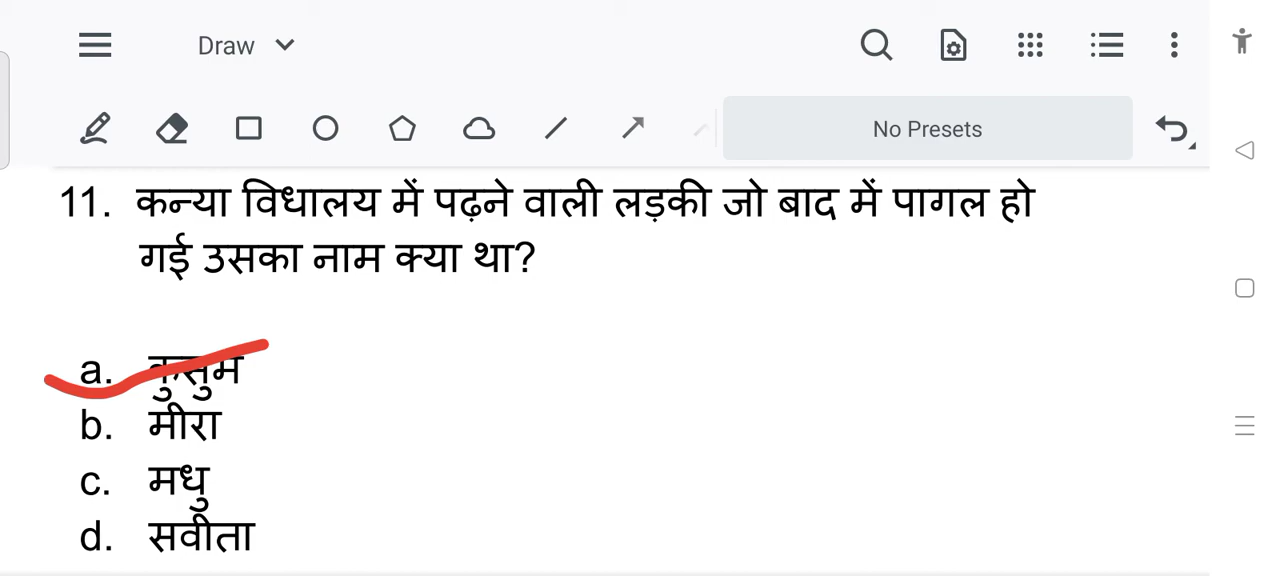 Draw
No Presets
11. कन्या विधालय में पढ़ने वाली लड़की जो बाद में पागल हो
गई उसका नाम क्या था?
a. कुसुम
b. मीरा
c. मधु
d. सवीता